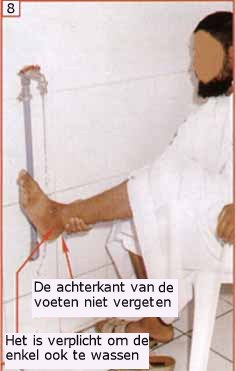 8
De achterkant van de
voeten niet vergeten
Het is verplicht om de
enkel ook te wassen